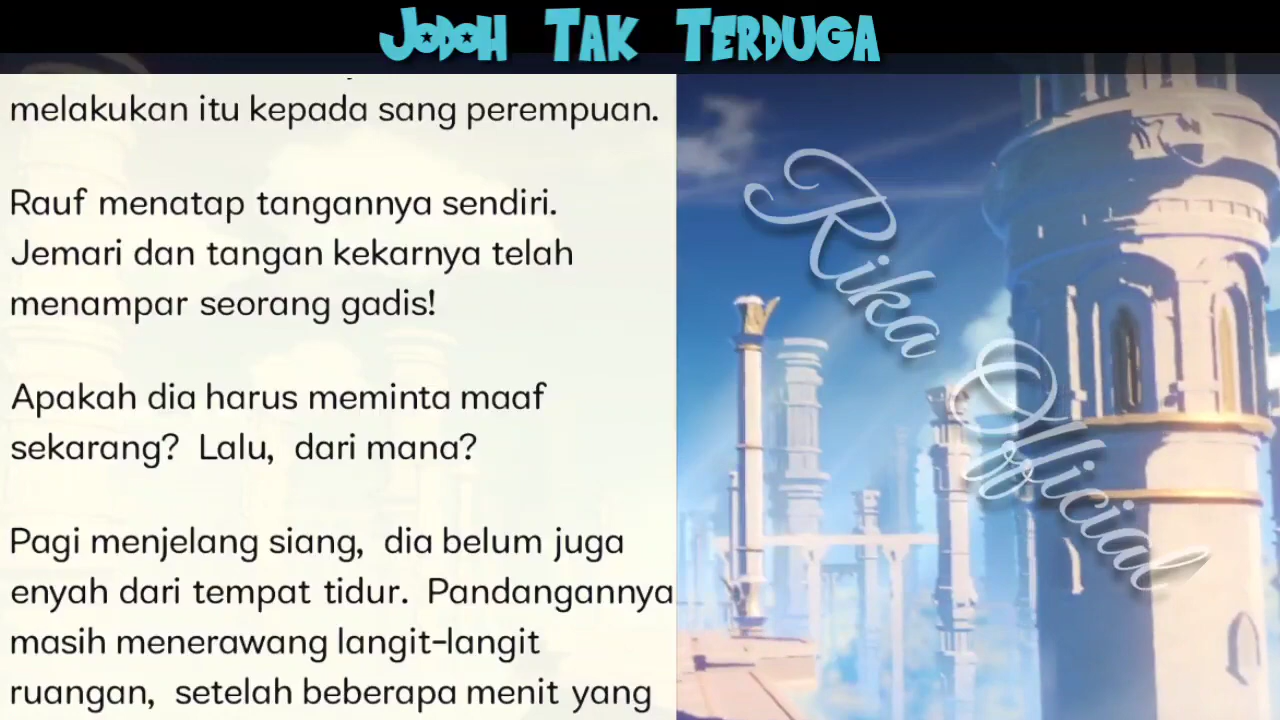 Jodoh Tak Terduga
melakukan itu kepada sang perempuan.
Rauf menatap tangannya sendiri.
Jemari dan tangan kekarnya telah
menampar seorang gadis!
Apakah dia harus meminta maaf
sekarang? Lalu, dari mana?
Pagi menjelang siang, dia belum juga
enyah dari tempat tidur. Pandangannya
masih menerawang langit-langit
ruangan, setelah beberapa menit yang
Rika Official